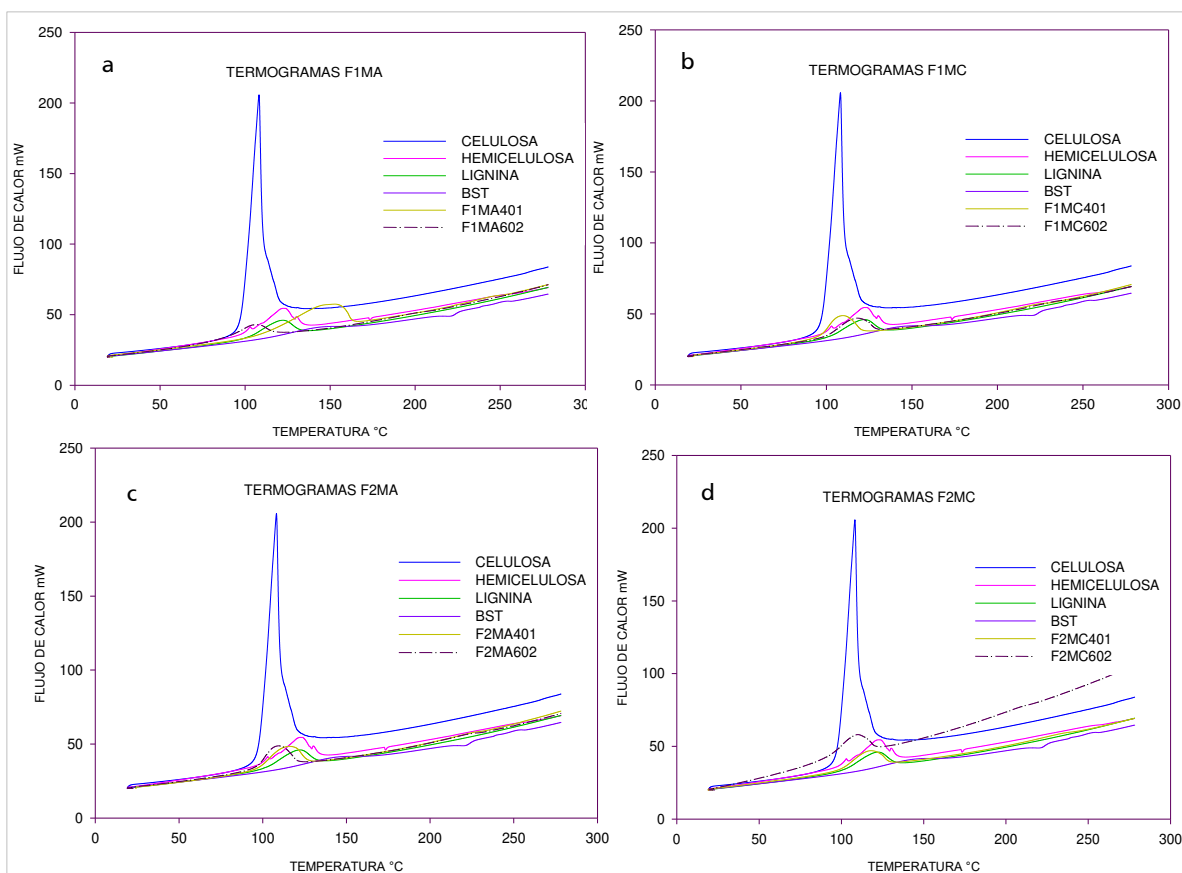 a
TERMOGRAMAS F1MA
250
200
150
100
50
0
FLUJO DE CALOR mW
CELULOSA
HEMICELULOSA
LIGNINA
BST
F1MA401
F1MA602
0 50 100 150 200 250 30
TEMPERATURA °C
b
TERMOGRAMAS F1MC
250
200
150
100
50
0
FLUJO DE CALOR mW
CELULOSA
HEMICELULOSA
LIGNINA
BST
F1MC401
F1MC602
0 50 100 150 200 250 300
TEMPERATURA °C
c
TERMOGRAMAS F2MA
250
200
150
100
50
0
FLUJO DE CALOR mW
CELULOSA
HEMICELULOSA
LIGNINA
BST
F2MA401
F2MA602
0 50 100 150 200 250 300
TEMPERATURA °C
d
TERMOGRAMAS F2MC
250
200
150
100
50
0
FLUJO DE CALOR mW
CELULOSA
HEMICELULOSA
LIGNINA
BST
F2MC401
F2MC602
0 50 100 150 200 250 300
TEMPERATURA °C